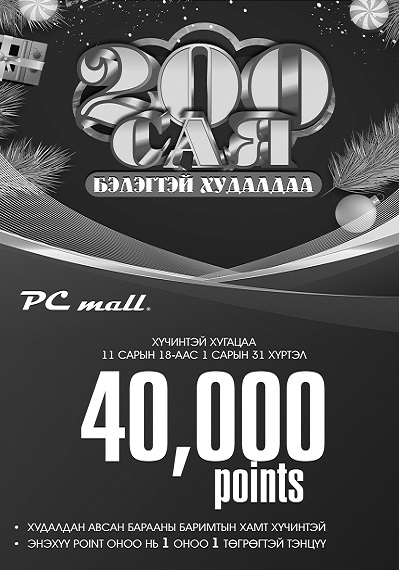 200
САЯ
БЭЛЭГТЭЙ ХУДАЛДАА
PC mall®
ХҮЧИНТЭЙ ХУГАЦАА
11 САРЫН 18-ААС 1 САРЫН 31 ХҮРТЭЛ
40,000
points
• ХУДАЛДАН АВСАН БАРААНЫ БАРИМТЫН ХАМТ ХҮЧИНТЭЙ
• ЭНЭХҮҮ POINT ОНОО НЬ 1 ОНОО 1 ТӨГРӨГТЭЙ ТЭНЦҮҮ